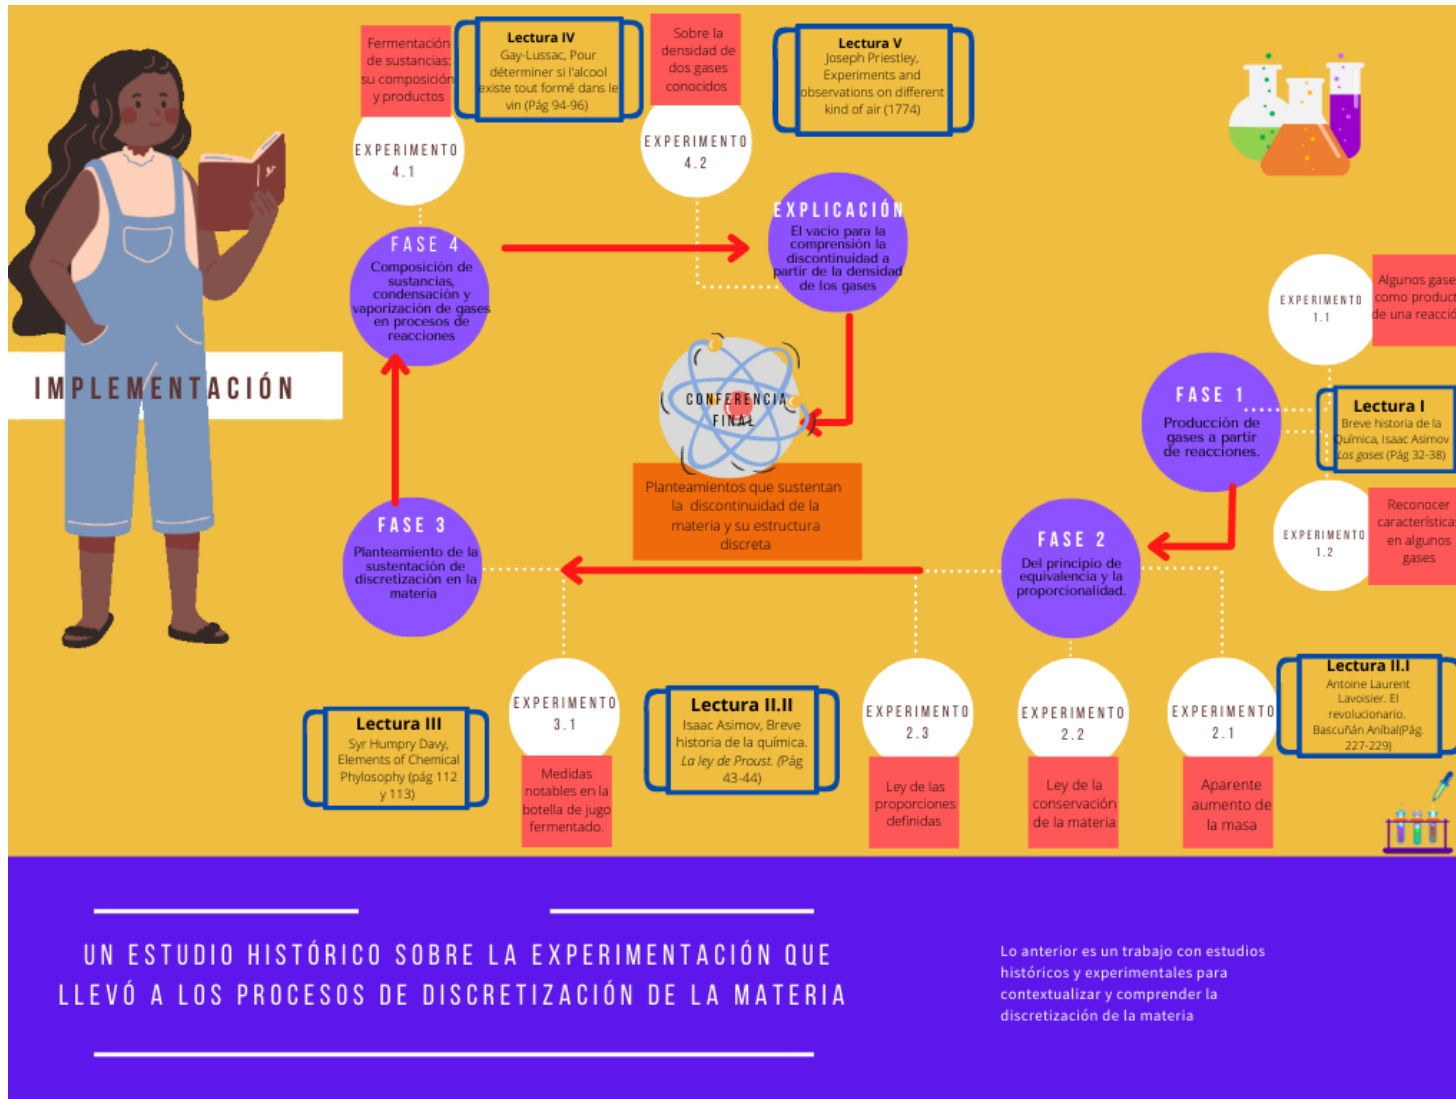 Fermentación
de sustancias:
su composición
y productos
EXPERIMENTO
4.1
Lectura IV
Gay-Lussac, Pour
déterminer si l'alcool
existe tout formé dans le
vin (Pág 94-96)
Sobre la
densidad de
dos gases
conocidos
EXPERIMENTO
4.2
Lectura V
Joseph Priestley,
Experiments and
observations on different
kind of air (1774)
FASE 4
Composición de
sustancias,
condensación y
vaporización de gases
en procesos de
reacciones
EXPLICACIÓN
El vacio para la
comprensión la
discontinuidad a
partir de la densidad
de los gases
IMPLEMENTACIÓN
CONFERENCIA
FINAL
Planteamientos que sustentan
la discontinuidad de la
materia y su estructura
discreta
EXPERIMENTO
1.1
Algunos gase
como product
de una reacció
FASE 1
Producción de
gases a partir
de reacciones.
Lectura I
Breve historia de la
Química, Isaac Asimov
Los gases (Pág 32-38)
EXPERIMENTO
1.2
Reconocer
característica
en algunos
gases
FASE 2
Del principio de
equivalencia y la
proporcionalidad.
FASE 3
Planteamiento de la
sustentación de
discretización en la
materia
Lectura III
Syr Humpry Davy,
Elements of Chemical
Phylosophy (pág 112
y 113)
EXPERIMENTO
3.1
Medidas
notables en la
botella de jugo
fermentado.
Lectura II.II
Isaac Asimov, Breve
historia de la química.
La ley de Proust. (Pág
43-44)
EXPERIMENTO
2.3
Ley de las
proporciones
definidas
EXPERIMENTO
2.2
Ley de la
conservación
de la materia
EXPERIMENTO
2.1
Aparente
aumento de
la masa
Lectura II.I
Antoine Laurent
Lavoisier. El
revolucionario.
Bascuñán Aníbal(Pág.
227-229)
UN ESTUDIO HISTÓRICO SOBRE LA EXPERIMENTACIÓN QUE
LLEVÓ A LOS PROCESOS DE DISCRETIZACIÓN DE LA MATERIA
Lo anterior es un trabajo con estudios
históricos y experimentales para
contextualizar y comprender la
discretización de la materia